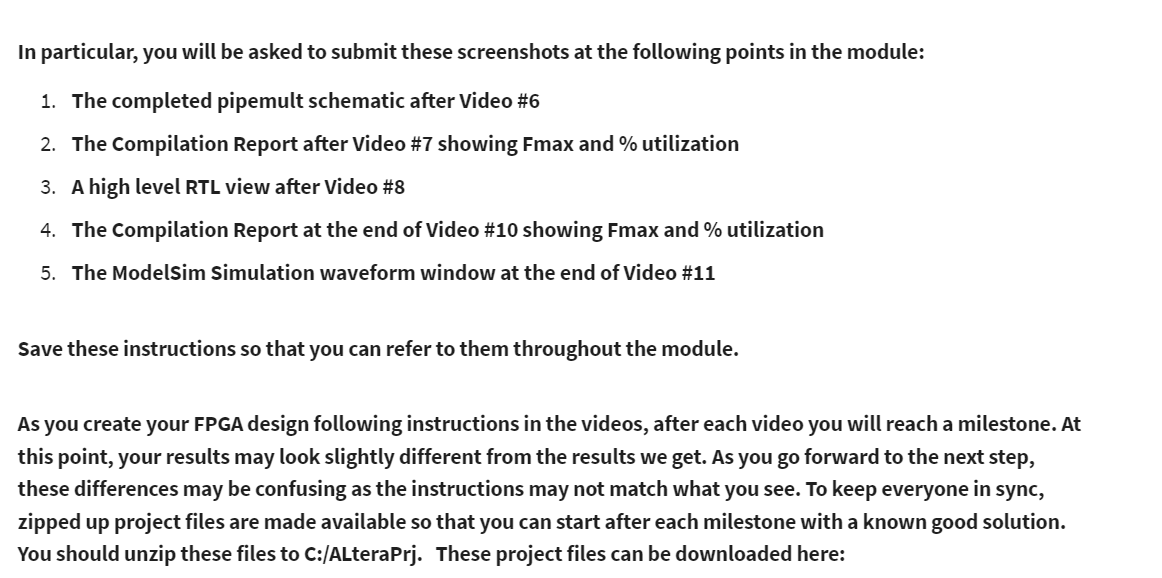 In particular, you will be asked to submit these screenshots at the following points in the module:
1. The completed pipemult schematic after Video #6
2. The Compilation Report after Video #7 showing Fmax and % utilization
3. A high level RTL view after Video #8
4. The Compilation Report at the end of Video #10 showing Fmax and % utilization
5. The ModelSim Simulation waveform window at the end of Video #11
Save these instructions so that you can refer to them throughout the module.
As you create your FPGA design following instructions in the videos, after each video you will reach a milestone. At
this point, your results may look slightly different from the results we get. As you go forward to the next step,
these differences may be confusing as the instructions may not match what you see. To keep everyone in sync,
zipped up project files are made available so that you can start after each milestone with a known good solution.
You should unzip these files to C:/ALteraPrj.   These project files can be downloaded here: